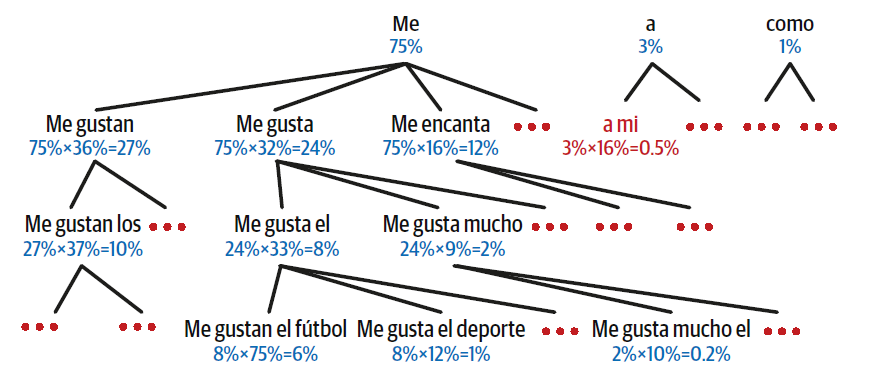 Me a como
75% 3% 1%
Me gustan Me gusta Me encanta a mi
75%×36%=27% 75%×32%=24% 75%×16%=12% 3%×16%=0.5%
Me gustan los Me gusta el Me gusta mucho
27%×37%=10% 24%×33%=8% 24%×9%=2%
Me gustan el fútbol Me gusta el deporte Me gusta mucho el
8%×75%=6% 8%×12%=1% 2%×10%=0.2%